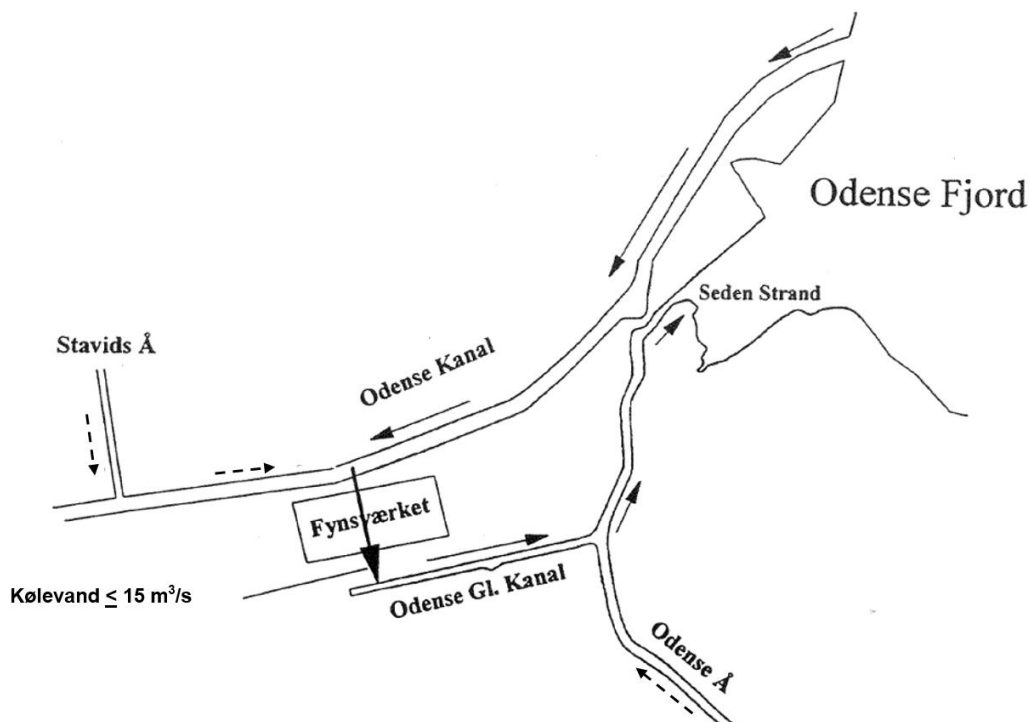 Odense Fjord
Seden Strand
Stavids Å
Odense Kanal
Fynsværket
Kølevand ≤ 15 m³/s
Odense Gl. Kanal
Odense Å